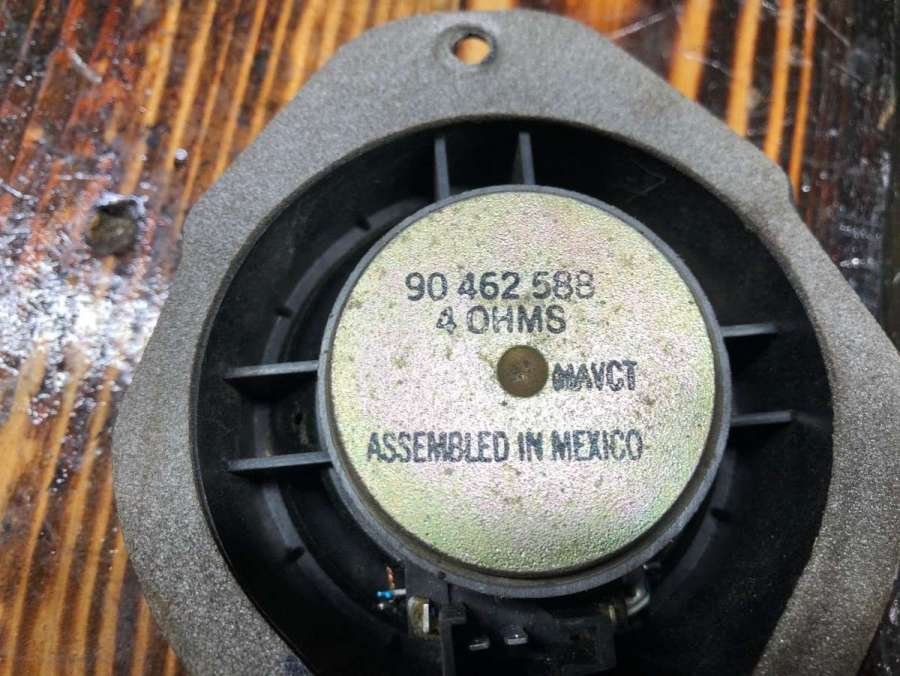 90 462 588
4 OHMS
MAVCT
ASSEMBLED IN MEXICO